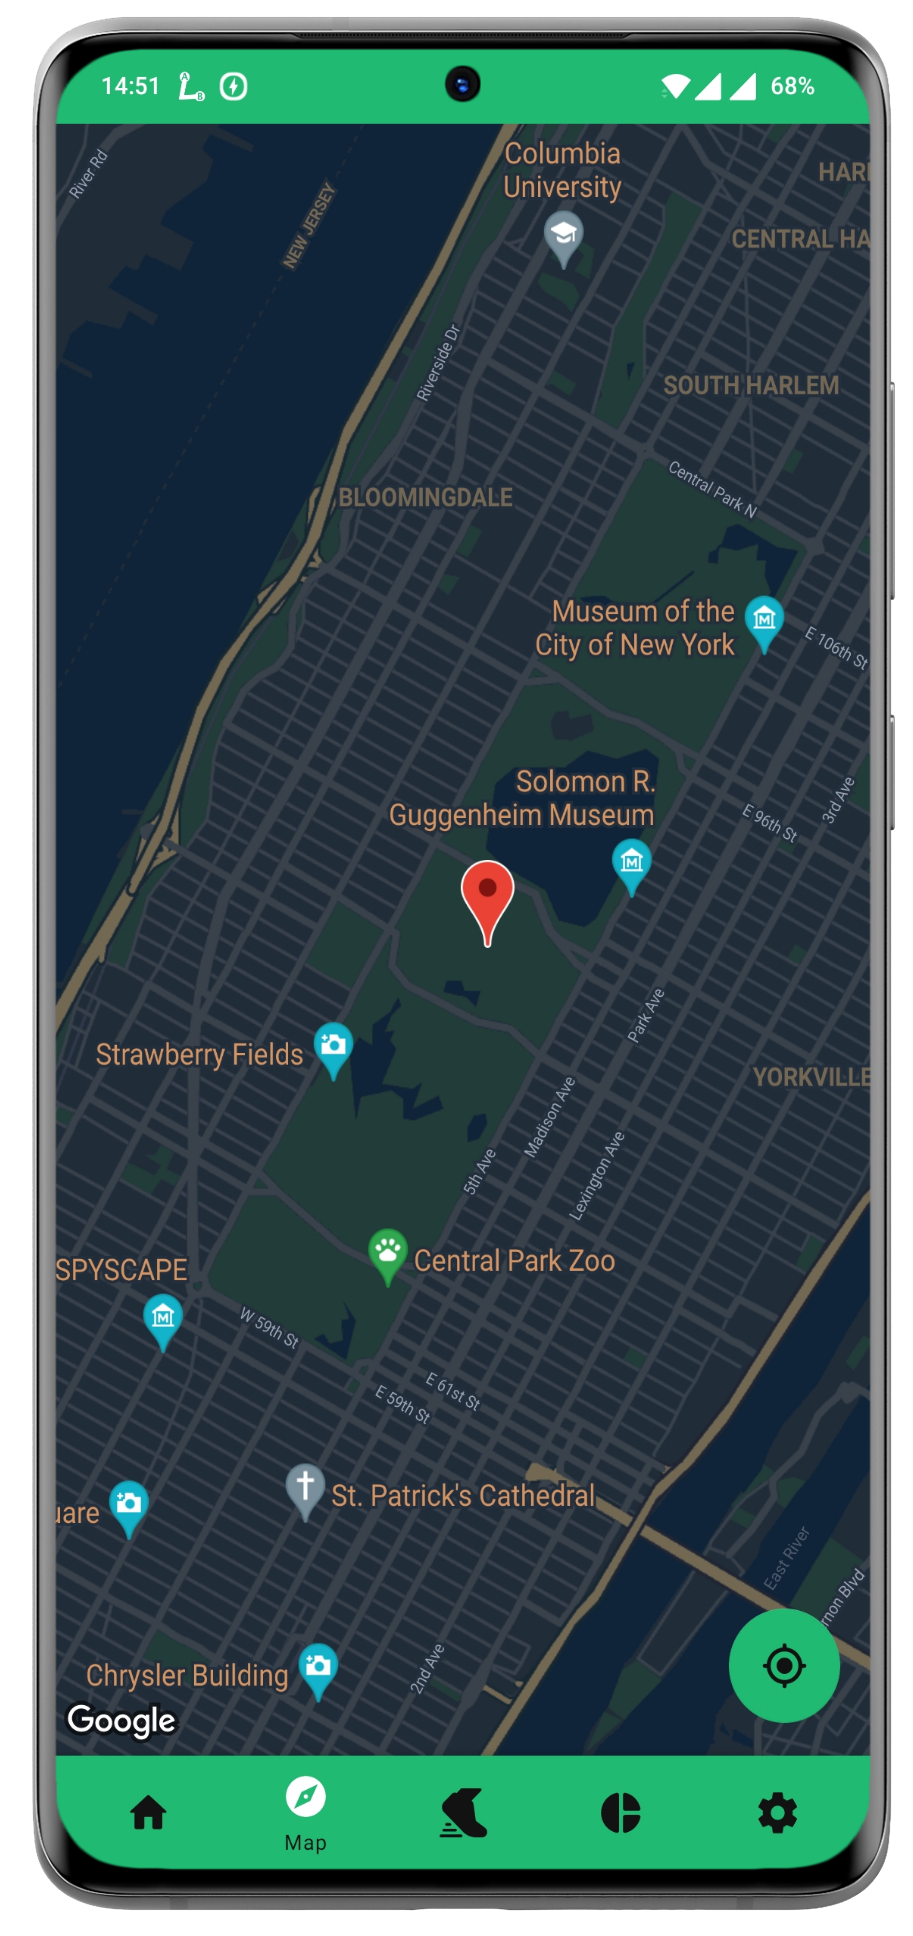 14:51
68%
Columbia
University
HAR
River Rd
NEW JERSEY
CENTRAL HA
Riverside Dr
SOUTH HARLEM
Central Park N
BLOOMINGDALE
Museum of the
City of New York
E 106th St
Solomon R.
Guggenheim Museum
E 96th St
3rd Ave
Park Ave
Strawberry Fields
YORKVILLE
Madison Ave
5th Ave
Lexington Ave
Central Park Zoo
SPYSCAPE
W 59th St
E 61st St
E 59th St
St. Patrick's Cathedral
uare
East River
rnon Blvd
2nd Ave
Chrysler Building
Google
Map